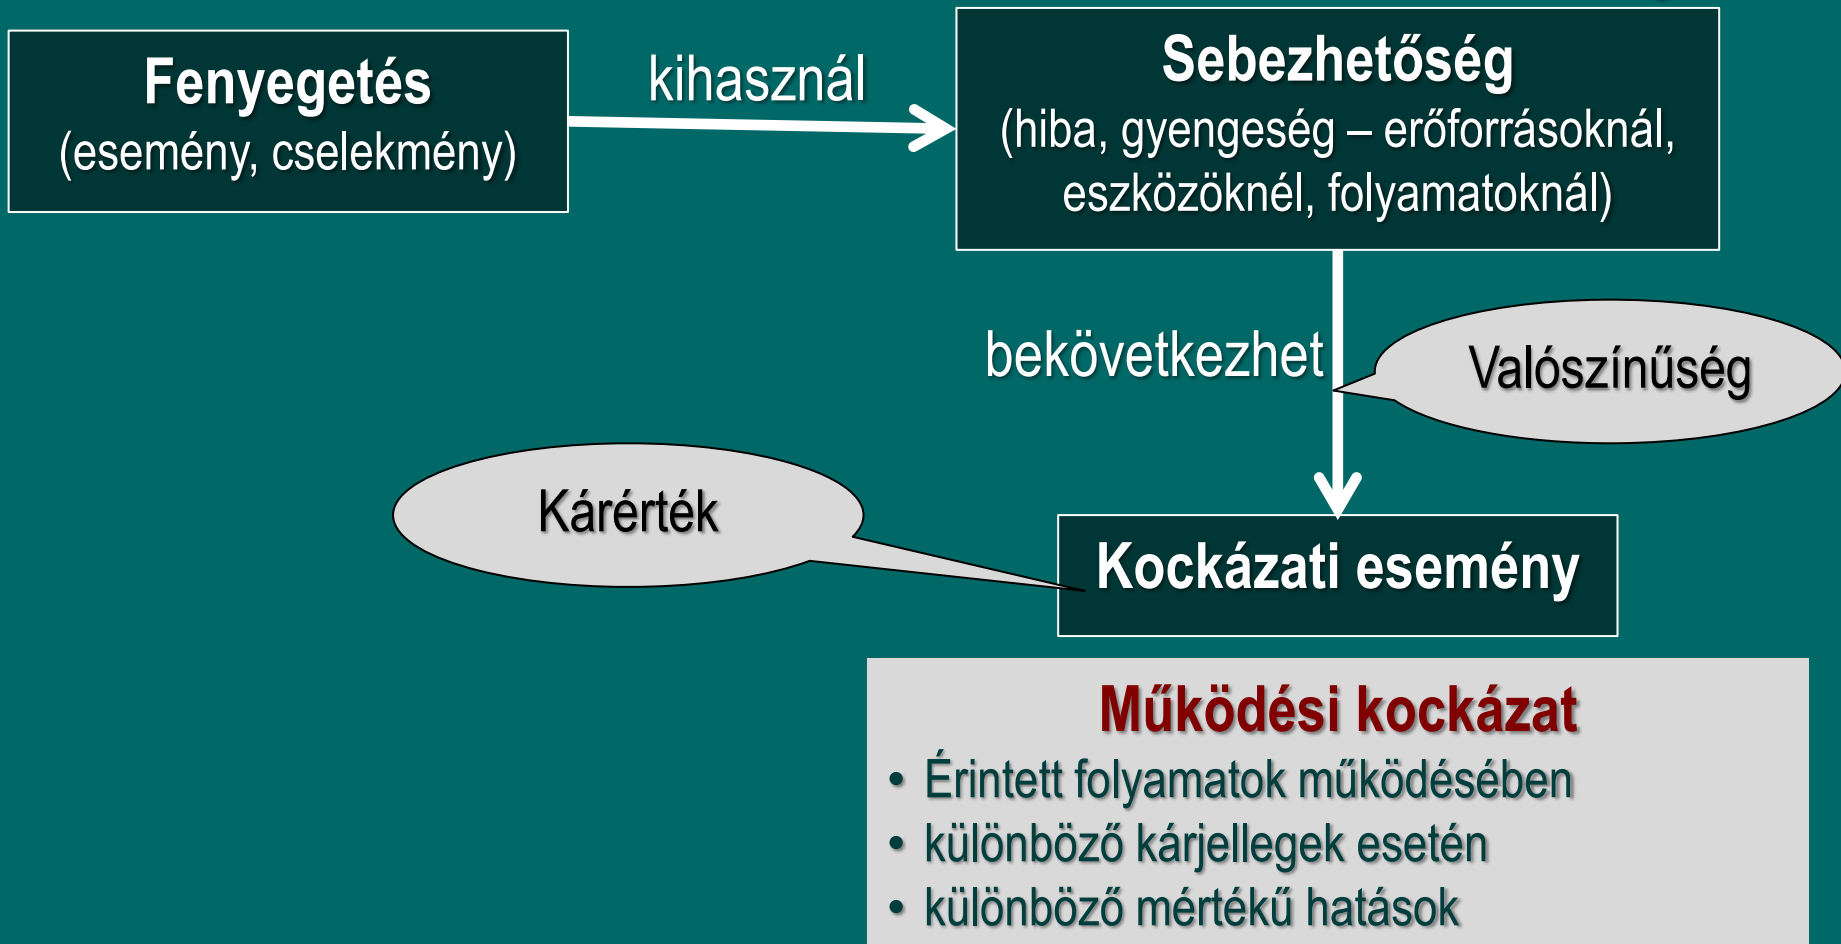 Fenyegetés
(esemény, cselekmény)
kihasznál
Sebezhetőség
(hiba, gyengeség – erőforrásoknál,
eszközöknél, folyamatoknál)
bekövetkezhet
Valószínűség
Kárérték
Kockázati esemény
Működési kockázat
• Érintett folyamatok működésében
• különböző kárjellegek esetén
• különböző mértékű hatások